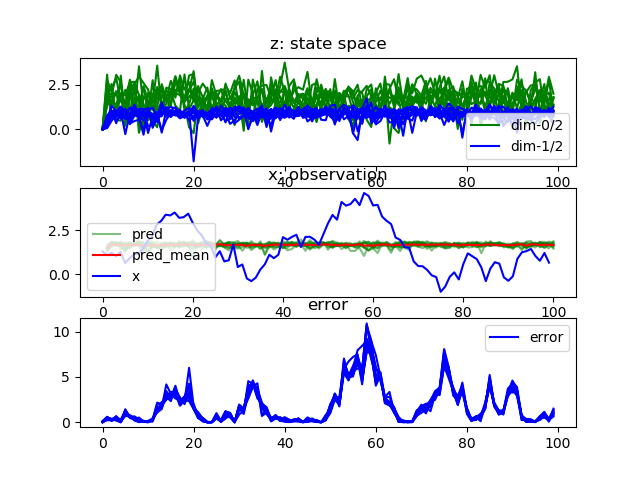 z: state space
2.5
0.0
dim-0/2
dim-1/2
0 20 40 60 80 100
x: observation
2.5
0.0
pred
pred_mean
x
0 20 40 60 80 100
error
10
5
0
error
0 20 40 60 80 100